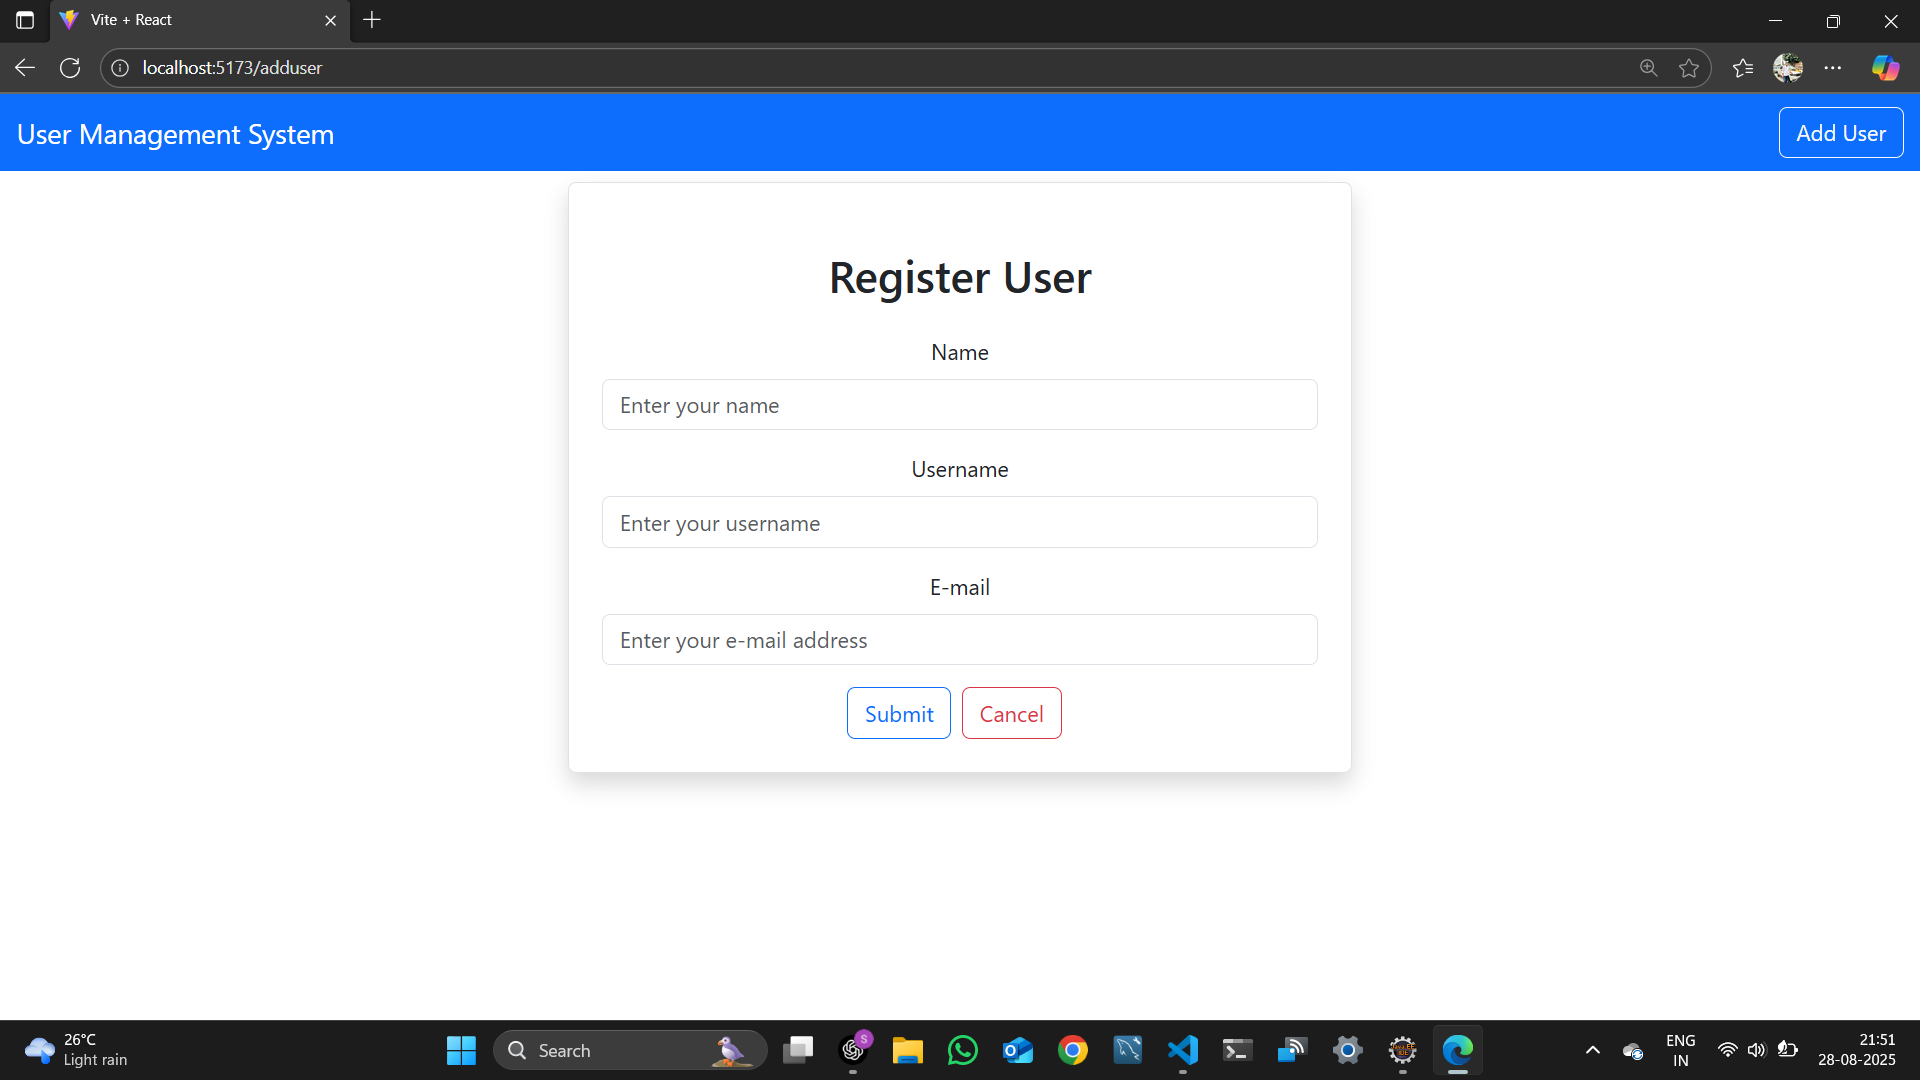 Vite + React
localhost:5173/adduser
User Management System
Add User
Register User
Name
Enter your name
Username
Enter your username
E-mail
Enter your e-mail address
Submit Cancel
26°C
Light rain
Search
S
ENG
IN
21:51
28-08-2025